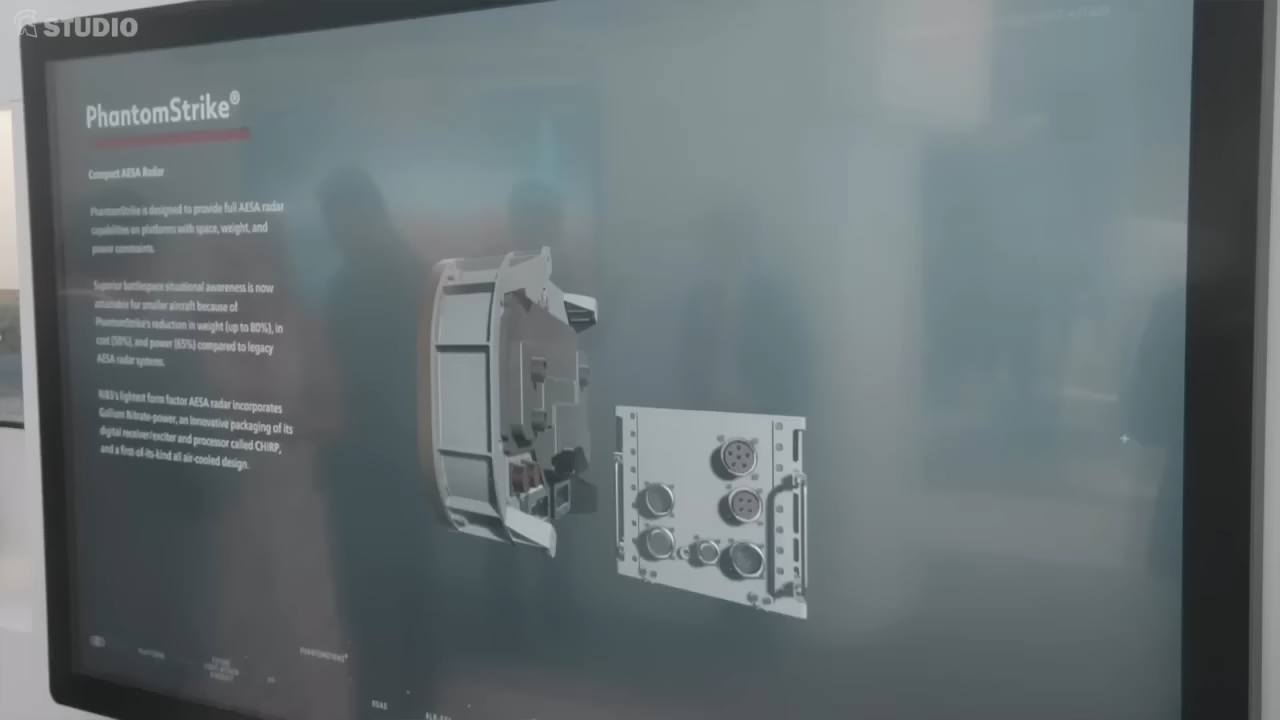 STUDIO
PhantomStrike®
Compact AESA Radar
PhantomStrike is designed to provide full AESA radar
capabilities on platforms with space, weight, and
power constraints.
Superior battlespace situational awareness is now
attainable for smaller aircraft because of
PhantomStrike's reduction in weight (up to 80%), in
cost (50%), and power (65%) compared to legacy
AESA radar systems.
lightest form factor AESA radar incorporates
Gallium Nitrate-power, an innovative packaging of its
digital receiver/exciter and processor called CHIRP,
and a first-of-its-kind all air-cooled design.
PHANTOMSTRIKE